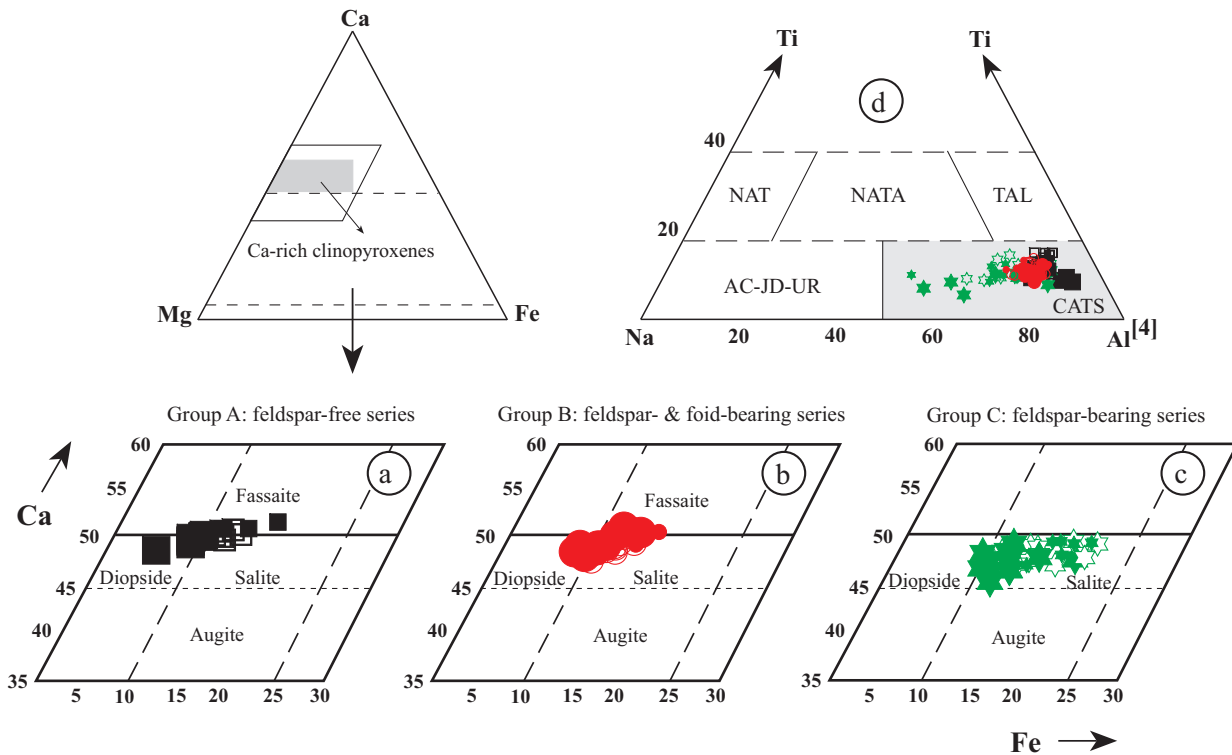 Ca
Ca-rich clinopyroxenes
Mg
Fe
Ti
Ti
d
40
NAT
NATA
TAL
20
AC-JD-UR
CATS
Na
20
40
60
80
Al[4]
Group A: feldspar-free series
60
a
55
Fassaite
Ca
50
Diopside
Salite
45
40
Augite
35
5
10
15
20
25
30
Group B: feldspar- & foid-bearing series
60
b
55
Fassaite
50
Diopside
Salite
45
40
Augite
35
5
10
15
20
25
30
Group C: feldspar-bearing series
60
c
55
50
Diopside
Salite
45
40
Augite
35
5
10
15
20
25
30
Fe